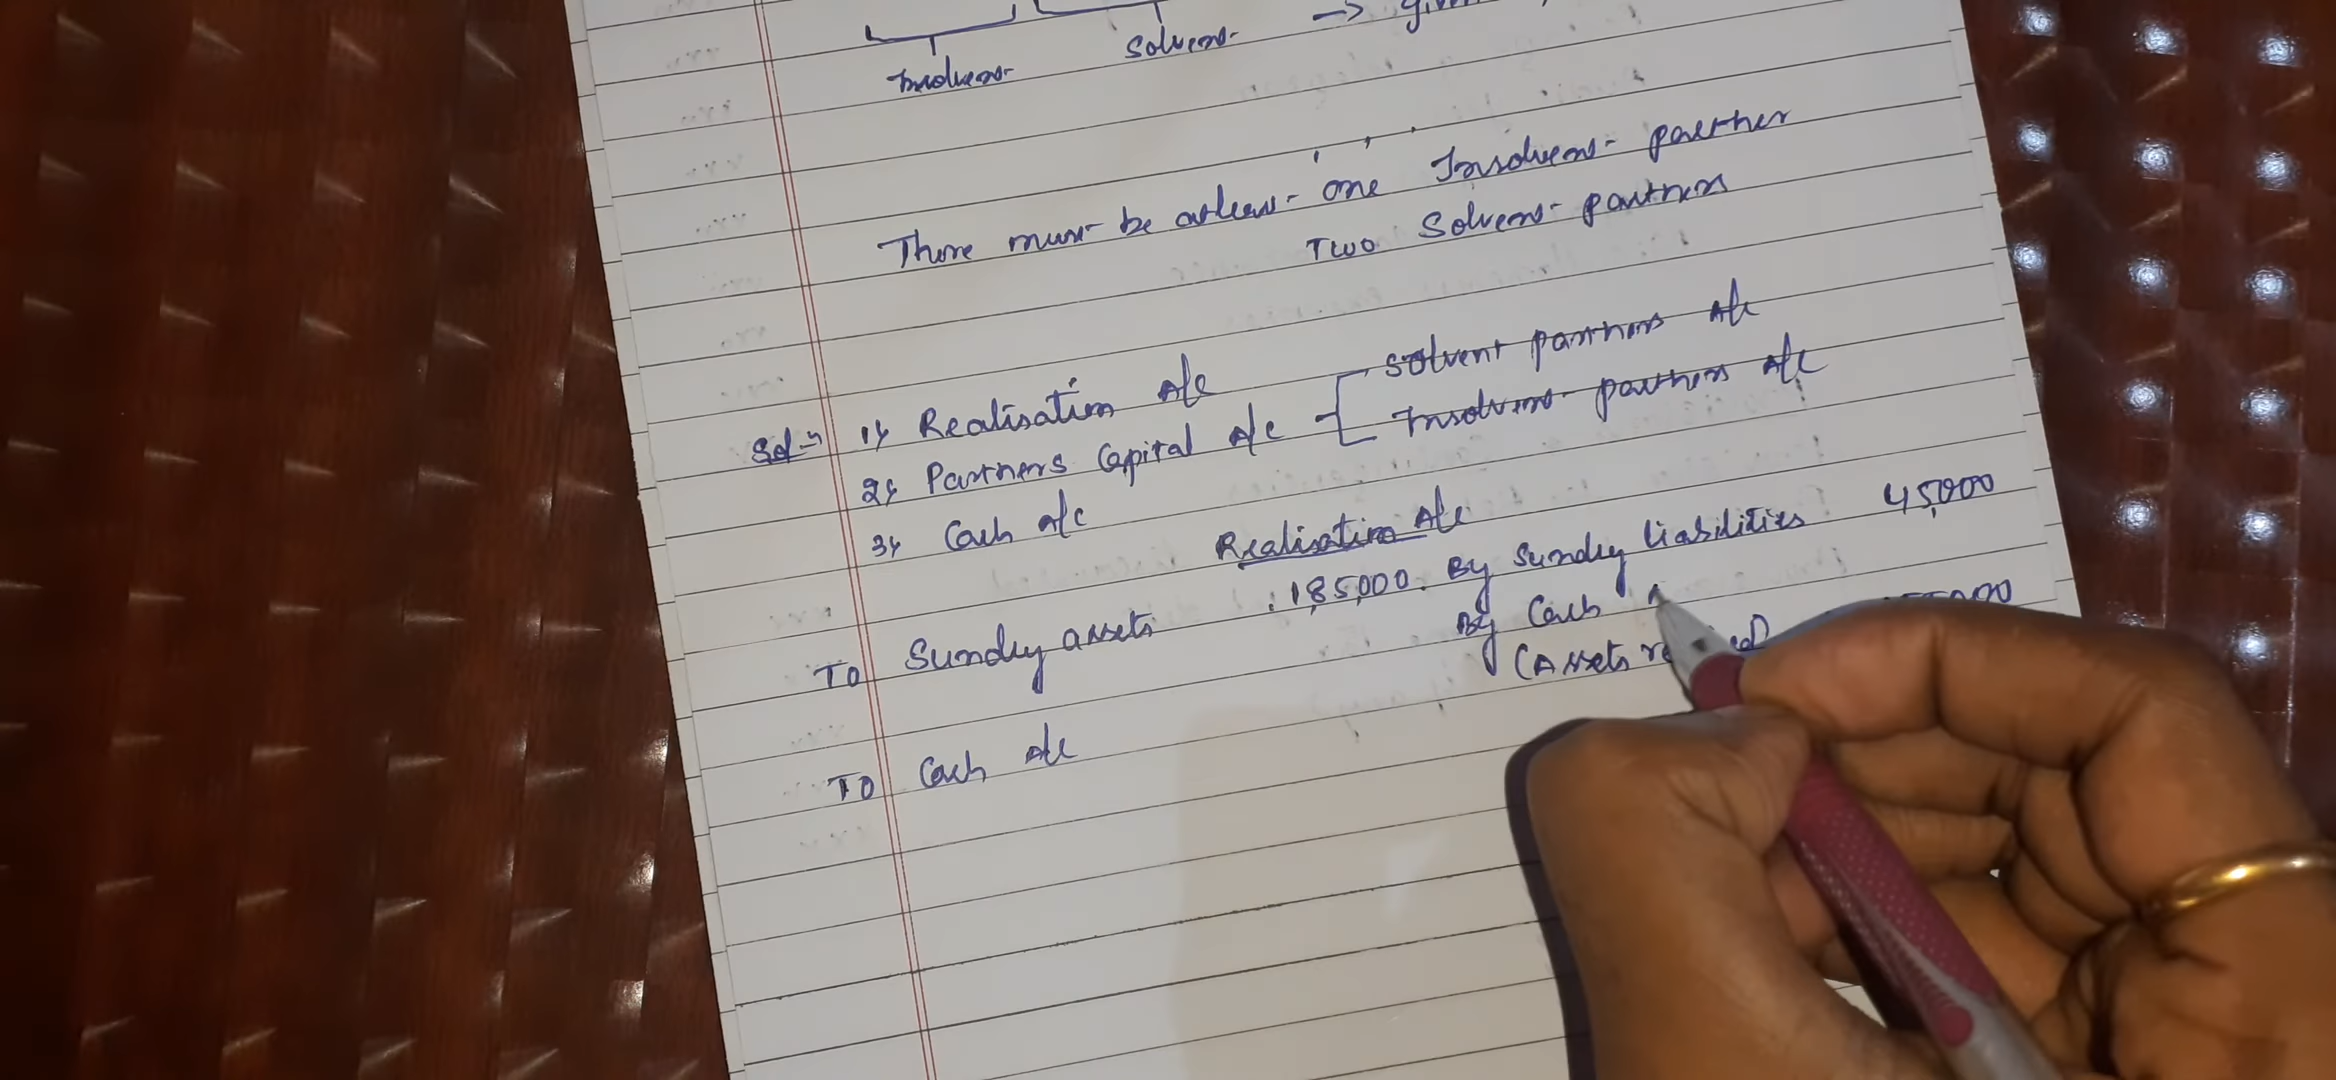 Insolvent Solvent → given
There must be atleast one Insolvent partner
Two Solvent partners
Sol→ 1) Realisation A/c
2) Partners Capital A/c
Solvent partners A/c
Insolvent partners A/c
3) Cash A/c
Realisation A/c
To Sundry assets 1,85,000. By Sundry liabilities 45,000
By Cash
(Assets
To Cash A/c